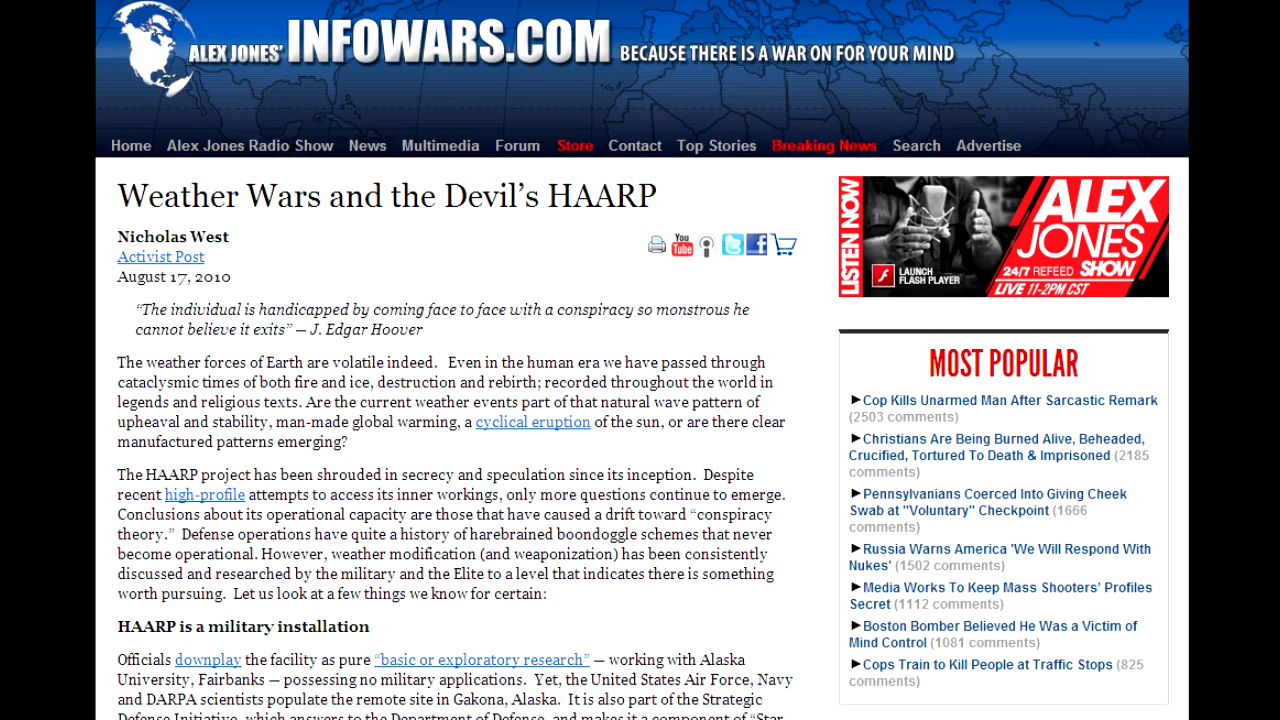 ALEX JONES' INFOWARS.COM BECAUSE THERE IS A WAR ON FOR YOUR MIND
Home Alex Jones Radio Show News Multimedia Forum Store Contact Top Stories Breaking News Search Advertise
Weather Wars and the Devil's HAARP
Nicholas West
Activist Post
August 17, 2010
You Tube
t f
“The individual is handicapped by coming face to face with a conspiracy so monstrous he
cannot believe it exits” — J. Edgar Hoover
The weather forces of Earth are volatile indeed. Even in the human era we have passed through
cataclysmic times of both fire and ice, destruction and rebirth; recorded throughout the world in
legends and religious texts. Are the current weather events part of that natural wave pattern of
upheaval and stability, man-made global warming, a cyclical eruption of the sun, or are there clear
manufactured patterns emerging?
The HAARP project has been shrouded in secrecy and speculation since its inception. Despite
recent high-profile attempts to access its inner workings, only more questions continue to emerge.
Conclusions about its operational capacity are those that have caused a drift toward “conspiracy
theory.” Defense operations have quite a history of harebrained boondoggle schemes that never
become operational. However, weather modification (and weaponization) has been consistently
discussed and researched by the military and the Elite to a level that indicates there is something
worth pursuing. Let us look at a few things we know for certain:
HAARP is a military installation
Officials downplay the facility as pure “basic or exploratory research” — working with Alaska
University, Fairbanks — possessing no military applications. Yet, the United States Air Force, Navy
and DARPA scientists populate the remote site in Gakona, Alaska. It is also part of the Strategic
Defense Initiative, which answers to the Department of Defense, and makes it a component of “Star
LISTEN NOW
LAUNCH
FLASH PLAYER
ALEX
JONES
24/7 REFEED SHOW
LIVE 11-2PM CST
MOST POPULAR
Cop Kills Unarmed Man After Sarcastic Remark
(2503 comments)
Christians Are Being Burned Alive, Beheaded,
Crucified, Tortured To Death & Imprisoned (2185
comments)
Pennsylvanians Coerced Into Giving Cheek
Swab at "Voluntary" Checkpoint (1666
comments)
Russia Warns America 'We Will Respond With
Nukes' (1502 comments)
Media Works To Keep Mass Shooters' Profiles
Secret (1112 comments)
Boston Bomber Believed He Was a Victim of
Mind Control (1081 comments)
Cops Train to Kill People at Traffic Stops (825
comments)